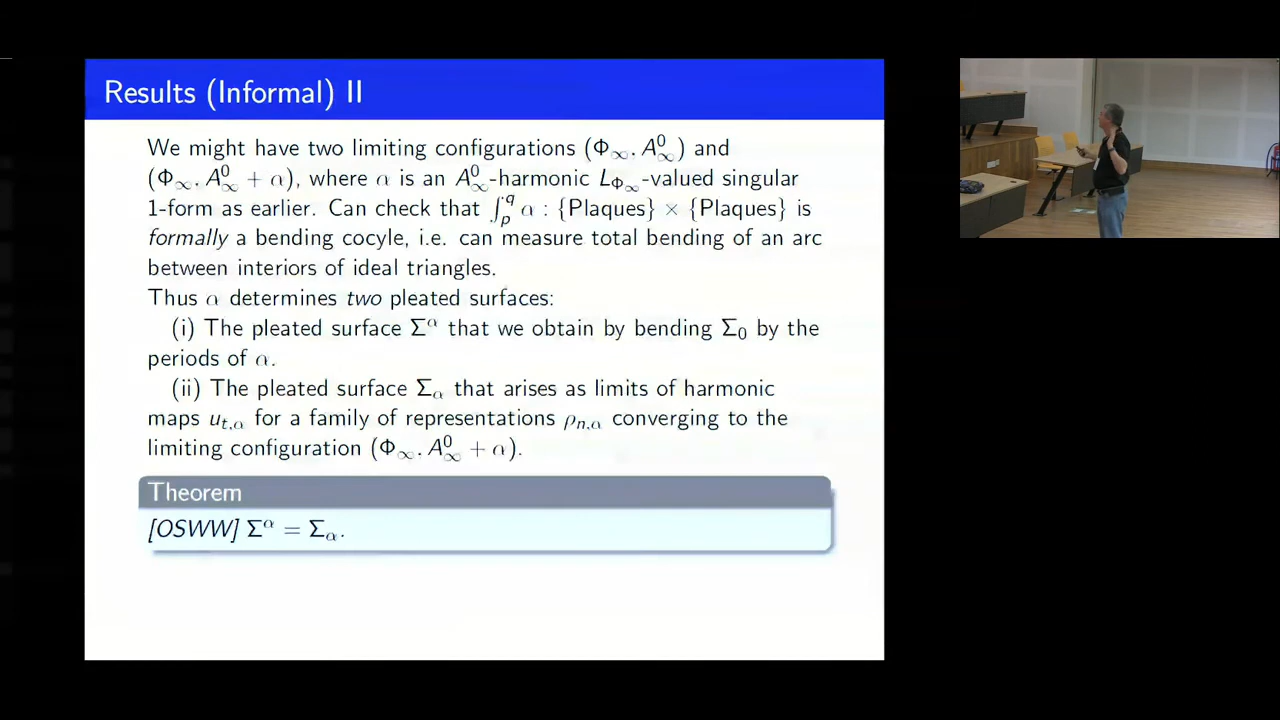 Results (Informal) II
We might have two limiting configurations (Φ∞. A⁰∞) and
(Φ∞. A⁰∞ + α), where α is an A⁰∞-harmonic L_Φ∞-valued singular
1-form as earlier. Can check that ∫_p^q α : {Plaques} × {Plaques} is
formally a bending cocyle, i.e. can measure total bending of an arc
between interiors of ideal triangles.
Thus α determines two pleated surfaces:
(i) The pleated surface Σ^α that we obtain by bending Σ₀ by the
periods of α.
(ii) The pleated surface Σ_α that arises as limits of harmonic
maps u_{t,α} for a family of representations ρ_{n,α} converging to the
limiting configuration (Φ∞. A⁰∞ + α).
Theorem
[OSWW] Σ^α = Σ_α.